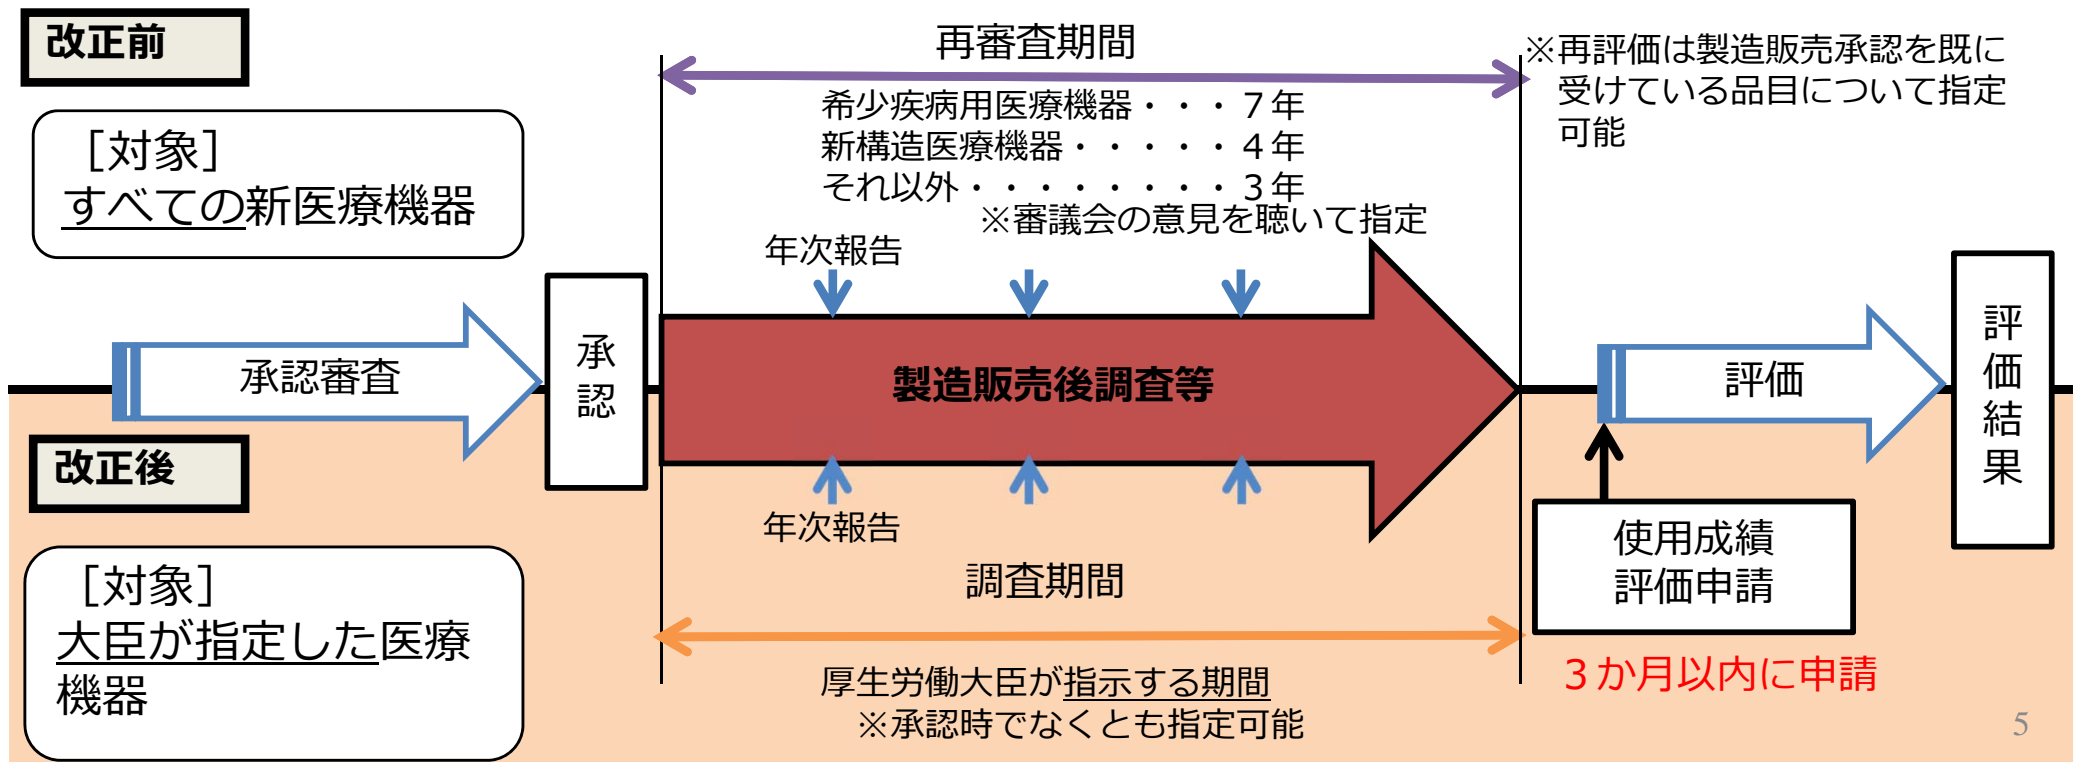 改正前
［対象］
すべての新医療機器
再審査期間
希少疾病用医療機器・・・７年
新構造医療機器・・・・・４年
それ以外・・・・・・・・３年
※審議会の意見を聴いて指定
※再評価は製造販売承認を既に
受けている品目について指定
可能
年次報告
承認審査
承
認
製造販売後調査等
評価
評
価
結
果
改正後
［対象］
大臣が指定した医療
機器
年次報告
調査期間
厚生労働大臣が指示する期間
※承認時でなくとも指定可能
使用成績
評価申請
３か月以内に申請
5